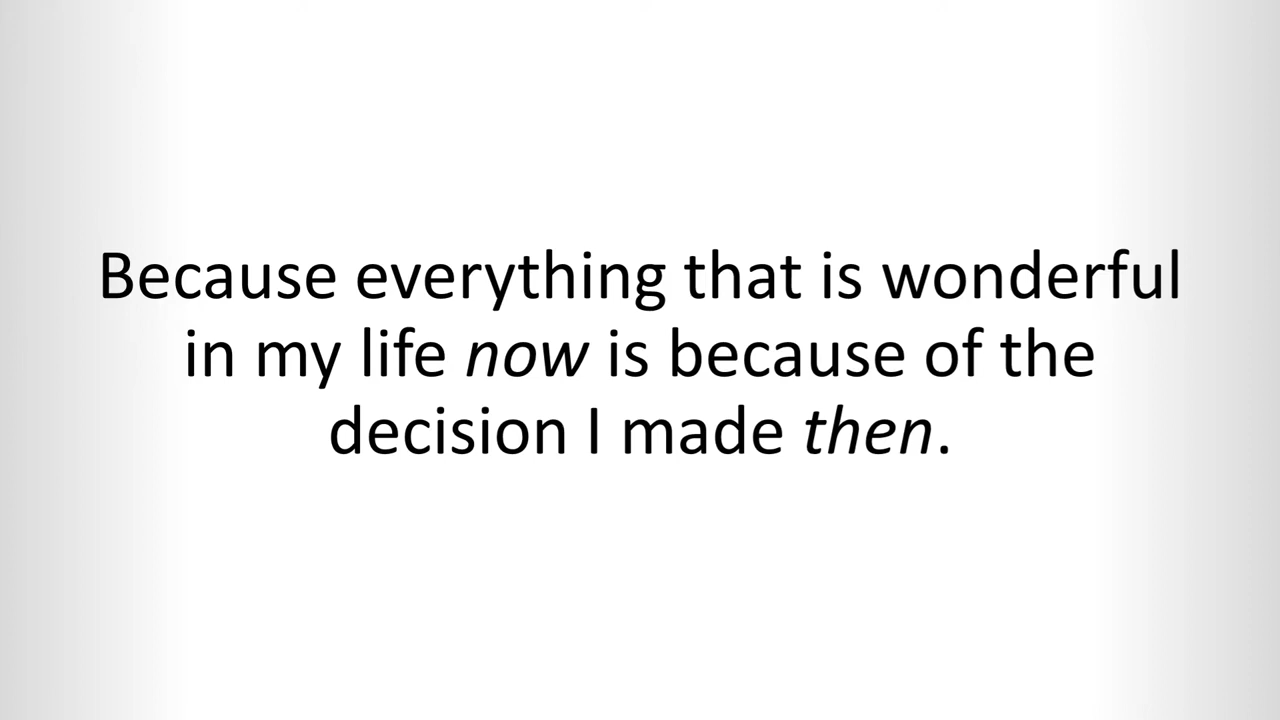 Because everything that is wonderful
in my life now is because of the
decision I made then.